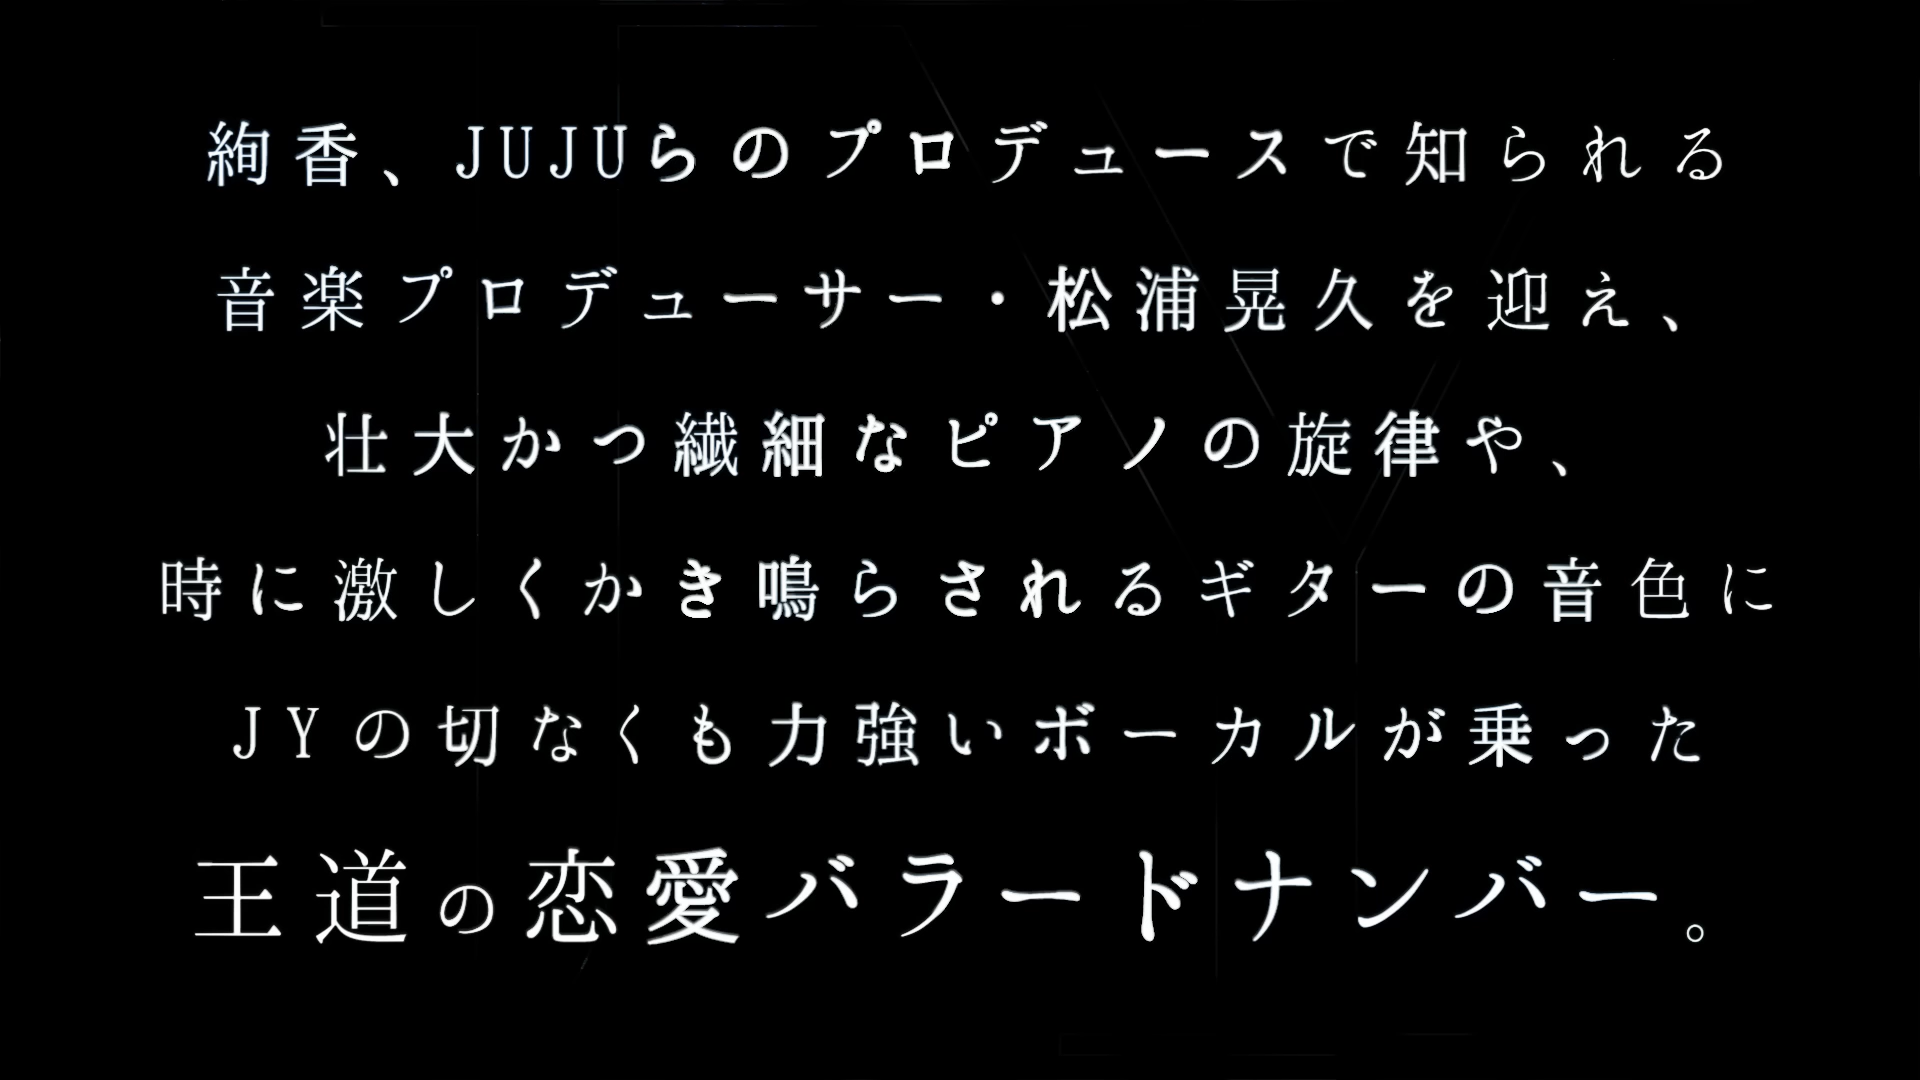 絢香、JUJUらのプロデュースで知られる
音楽プロデューサー・松浦晃久を迎え、
壮大かつ繊細なピアノの旋律や、
時に激しくかき鳴らされるギターの音色に
JYの切なくも力強いボーカルが乗った
王道の恋愛バラードナンバー。